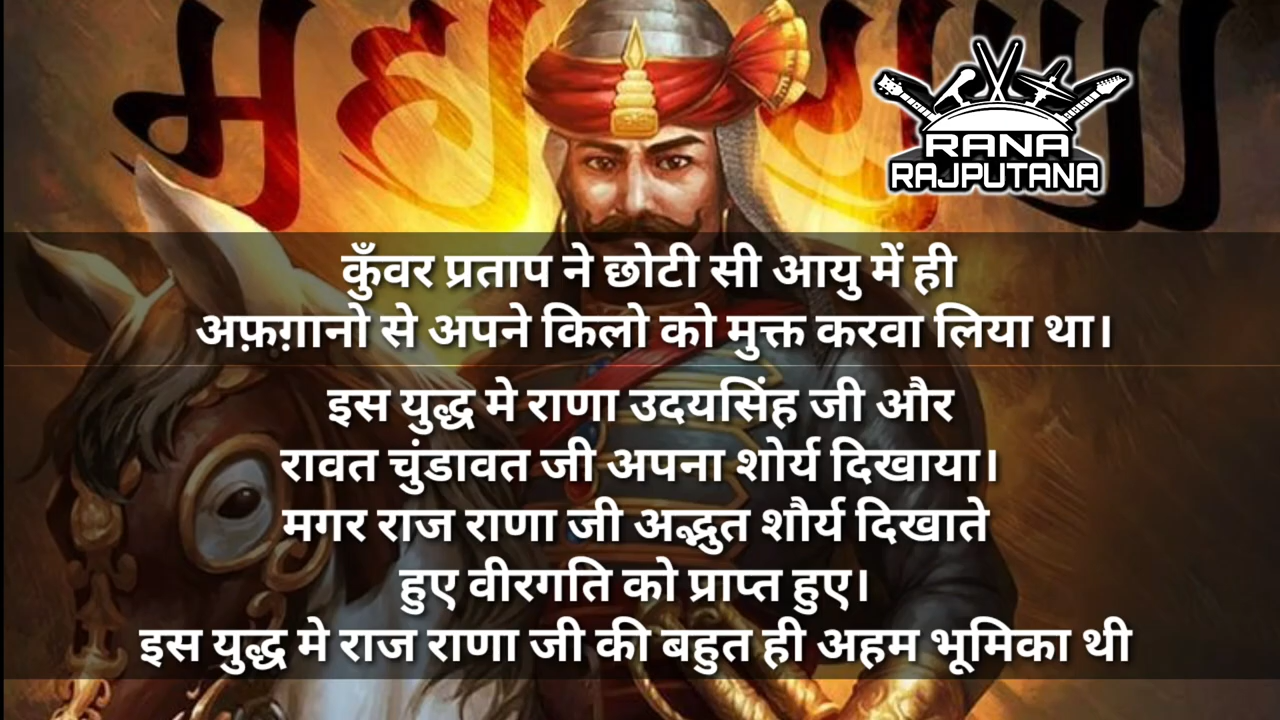 महाराणा
RANA
RAJPUTANA
कुँवर प्रताप ने छोटी सी आयु में ही
अफ़ग़ानो से अपने किलो को मुक्त करवा लिया था।
इस युद्ध मे राणा उदयसिंह जी और
रावत चुंडावत जी अपना शोर्य दिखाया।
मगर राज राणा जी अद्भुत शौर्य दिखाते
हुए वीरगति को प्राप्त हुए।
इस युद्ध मे राज राणा जी की बहुत ही अहम भूमिका थी